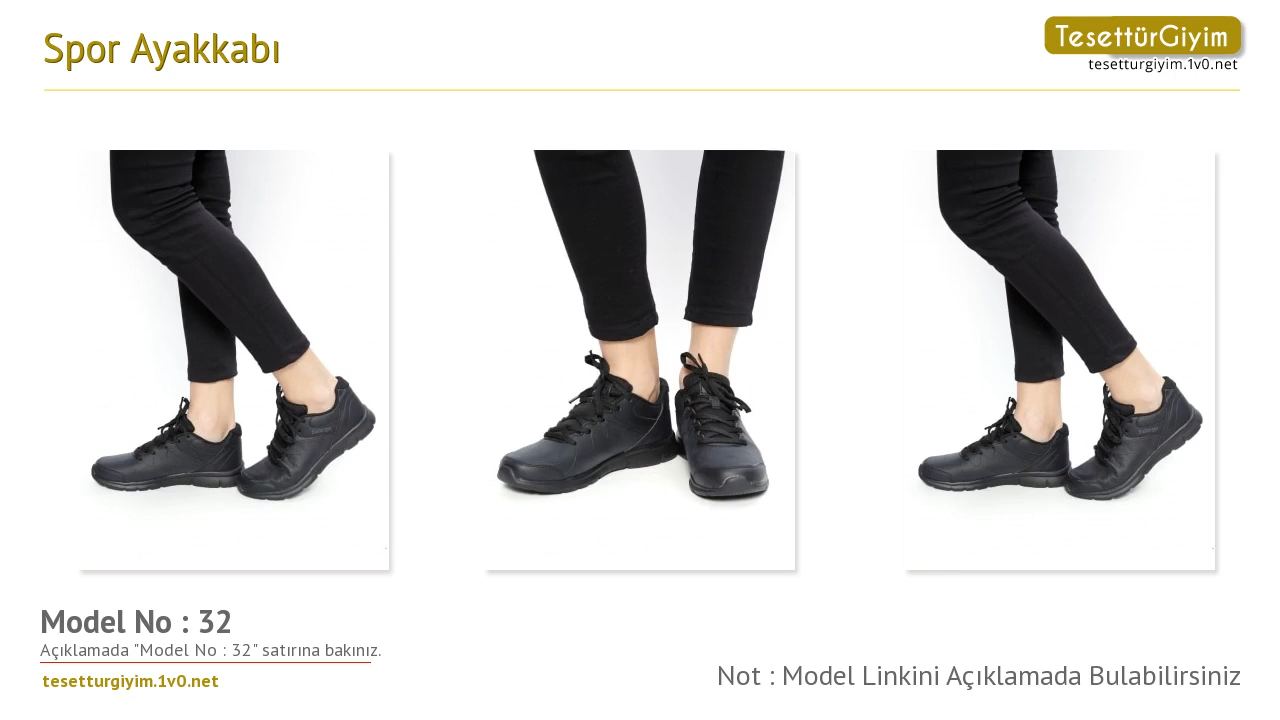 Spor Ayakkabı
TesettürGiyim
tesetturgiyim.1v0.net
Model No : 32
Açıklamada "Model No : 32" satırına bakınız.
tesetturgiyim.1v0.net
Not : Model Linkini Açıklamada Bulabilirsiniz